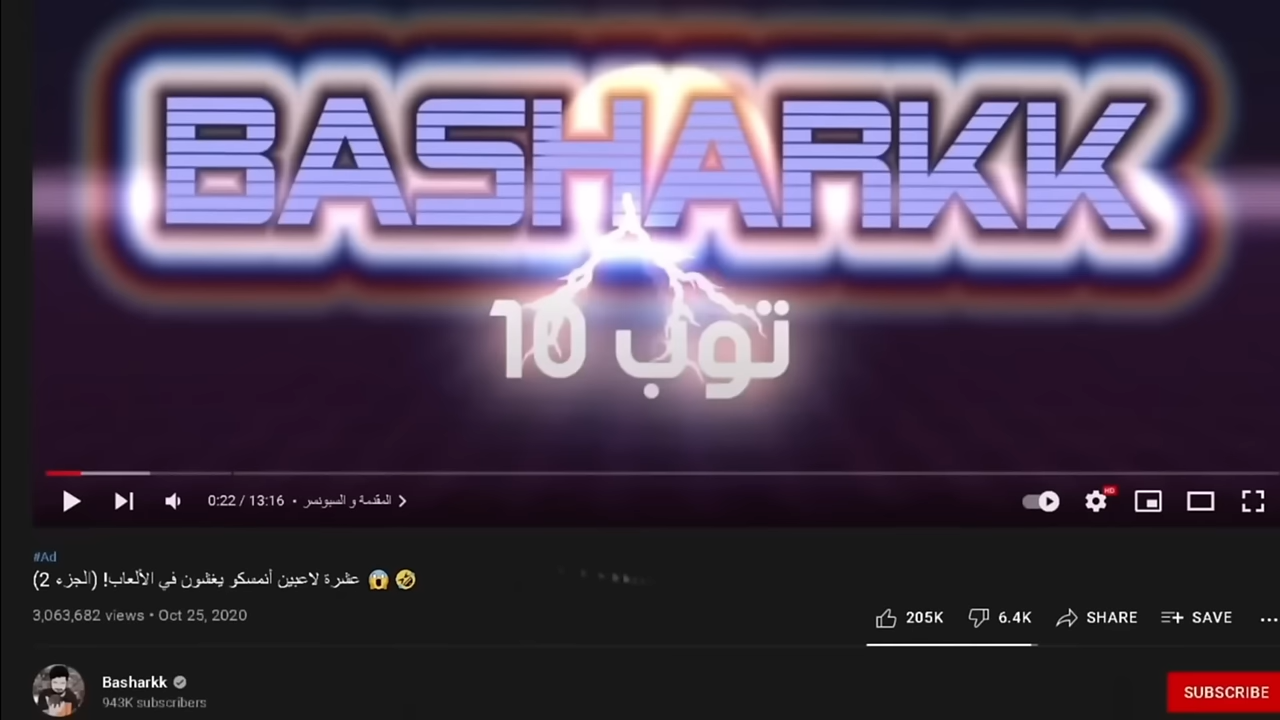 BASHARKK
توب 10
0:22 / 13:16 • المقدمة و السبونسر
HD
#Ad
عشرة لاعبين أنمسكو يغشون في الألعاب! (الجزء 2)
3,063,682 views • Oct 25, 2020
205K 6.4K SHARE SAVE
Basharkk
943K subscribers
SUBSCRIBE